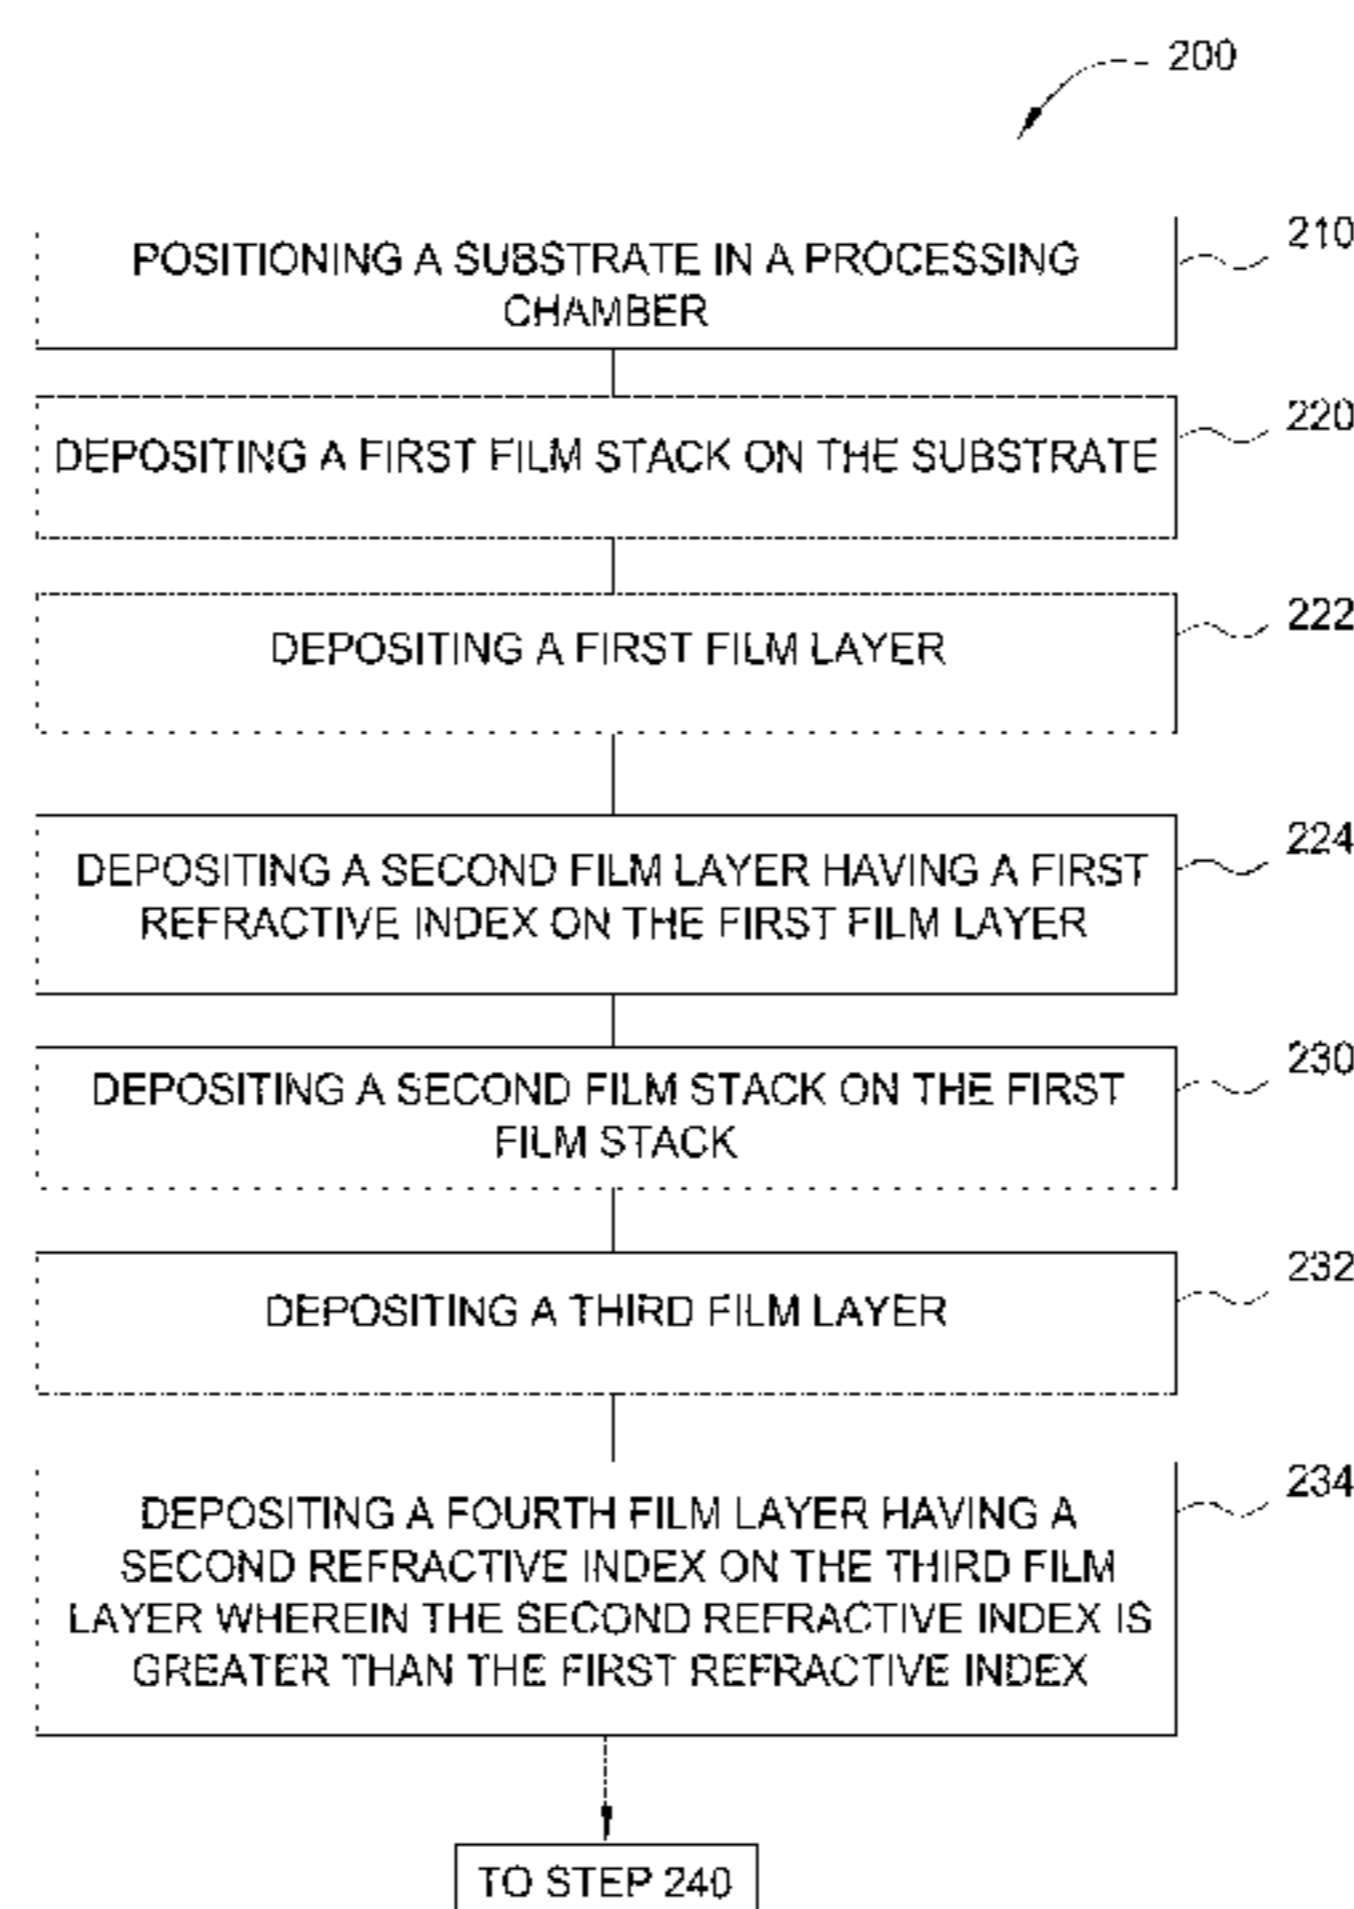 200
POSITIONING A SUBSTRATE IN A PROCESSING
CHAMBER
210
DEPOSITING A FIRST FILM STACK ON THE SUBSTRATE
220
DEPOSITING A FIRST FILM LAYER
222
DEPOSITING A SECOND FILM LAYER HAVING A FIRST
REFRACTIVE INDEX ON THE FIRST FILM LAYER
224
DEPOSITING A SECOND FILM STACK ON THE FIRST
FILM STACK
230
DEPOSITING A THIRD FILM LAYER
232
DEPOSITING A FOURTH FILM LAYER HAVING A
SECOND REFRACTIVE INDEX ON THE THIRD FILM
LAYER WHEREIN THE SECOND REFRACTIVE INDEX IS
GREATER THAN THE FIRST REFRACTIVE INDEX
234
TO STEP 240